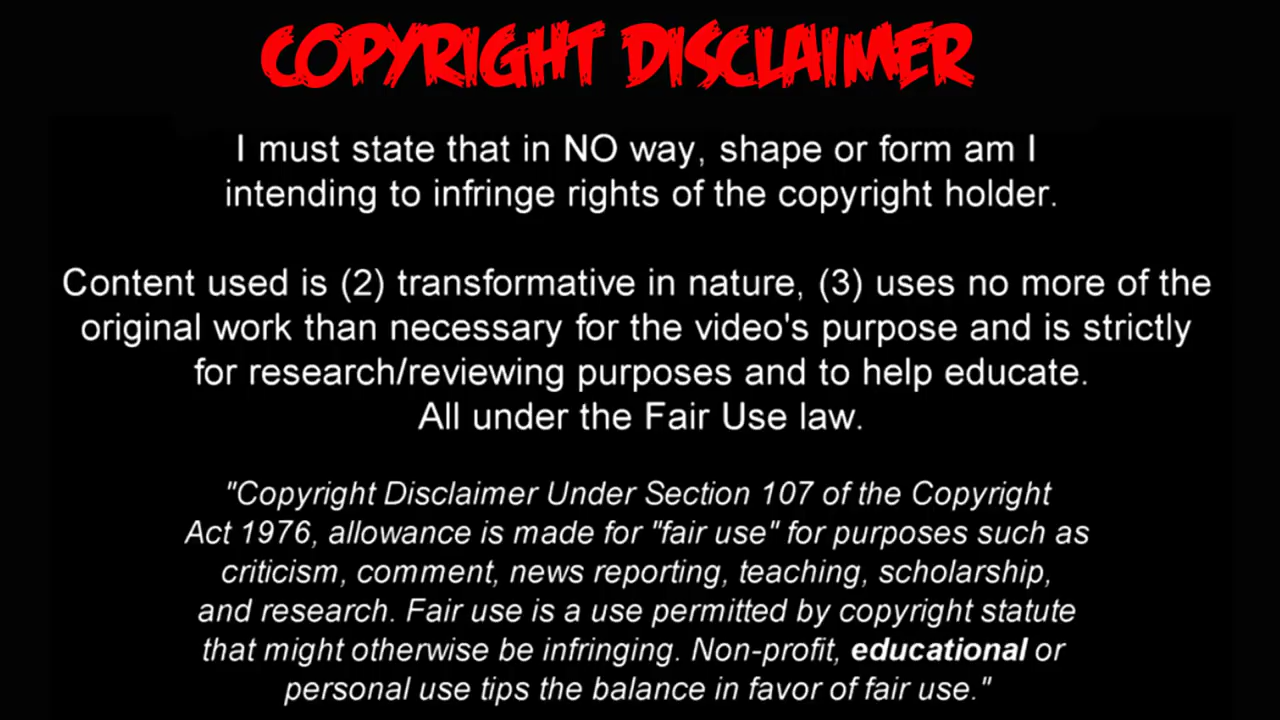 COPYRIGHT DISCLAIMER
I must state that in NO way, shape or form am I
intending to infringe rights of the copyright holder.
Content used is (2) transformative in nature, (3) uses no more of the
original work than necessary for the video's purpose and is strictly
for research/reviewing purposes and to help educate.
All under the Fair Use law.
"Copyright Disclaimer Under Section 107 of the Copyright
Act 1976, allowance is made for "fair use" for purposes such as
criticism, comment, news reporting, teaching, scholarship,
and research. Fair use is a use permitted by copyright statute
that might otherwise be infringing. Non-profit, educational or
personal use tips the balance in favor of fair use."